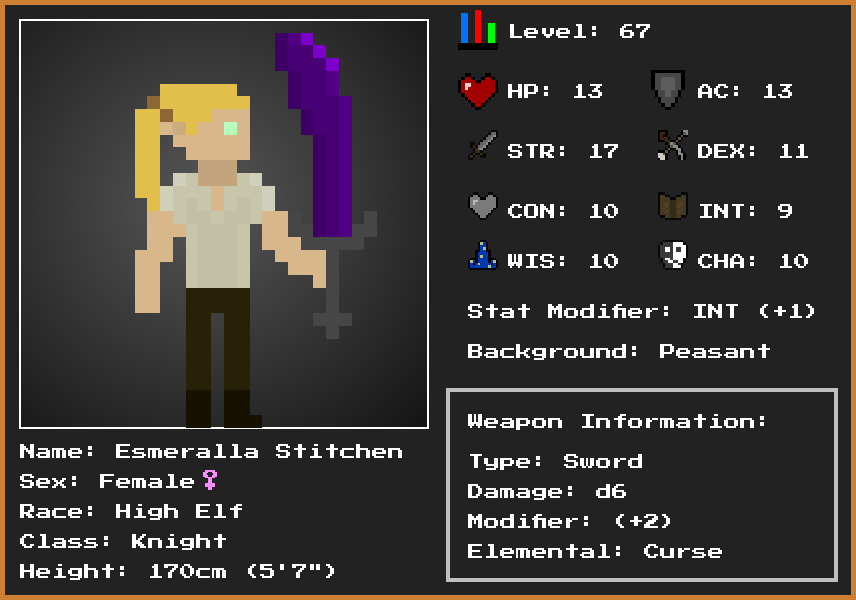 Level: 67
HP: 13
AC: 13
STR: 17
DEX: 11
CON: 10
INT: 9
WIS: 10
CHA: 10
Stat Modifier: INT (+1)
Background: Peasant
Weapon Information:
Type: Sword
Damage: d6
Modifier: (+2)
Elemental: Curse
Name: Esmeralla Stitchen
Sex: Female♀
Race: High Elf
Class: Knight
Height: 170cm (5'7")